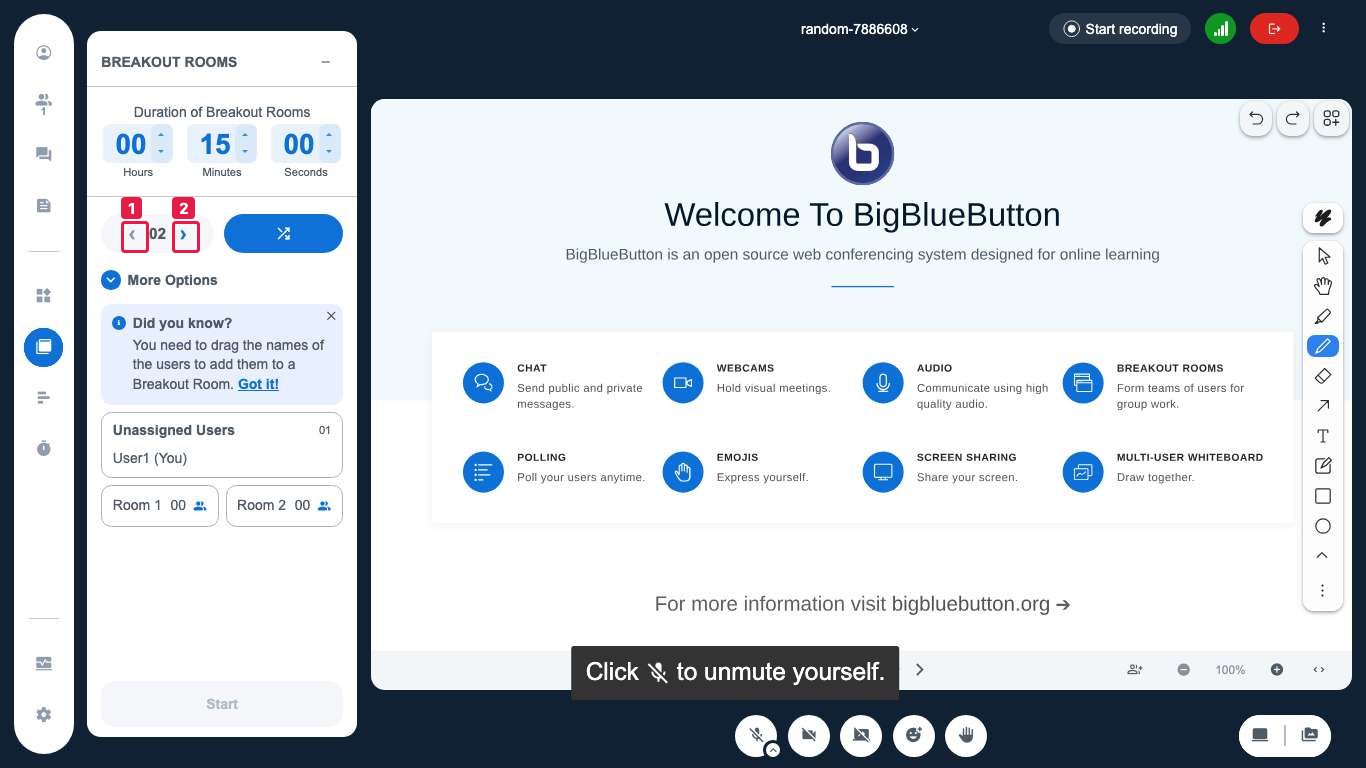 random-7886608
Start recording
1
BREAKOUT ROOMS
Duration of Breakout Rooms
00 15 00
Hours Minutes Seconds
1 2
02
More Options
Did you know?
You need to drag the names of
the users to add them to a
Breakout Room. Got it!
Unassigned Users 01
User1 (You)
Room 1 00 Room 2 00
Start
Welcome To BigBlueButton
BigBlueButton is an open source web conferencing system designed for online learning
CHAT
Send public and private
messages.
WEBCAMS
Hold visual meetings.
AUDIO
Communicate using high
quality audio.
BREAKOUT ROOMS
Form teams of users for
group work.
POLLING
Poll your users anytime.
EMOJIS
Express yourself.
SCREEN SHARING
Share your screen.
MULTI-USER WHITEBOARD
Draw together.
For more information visit bigbluebutton.org →
Click to unmute yourself.
100%